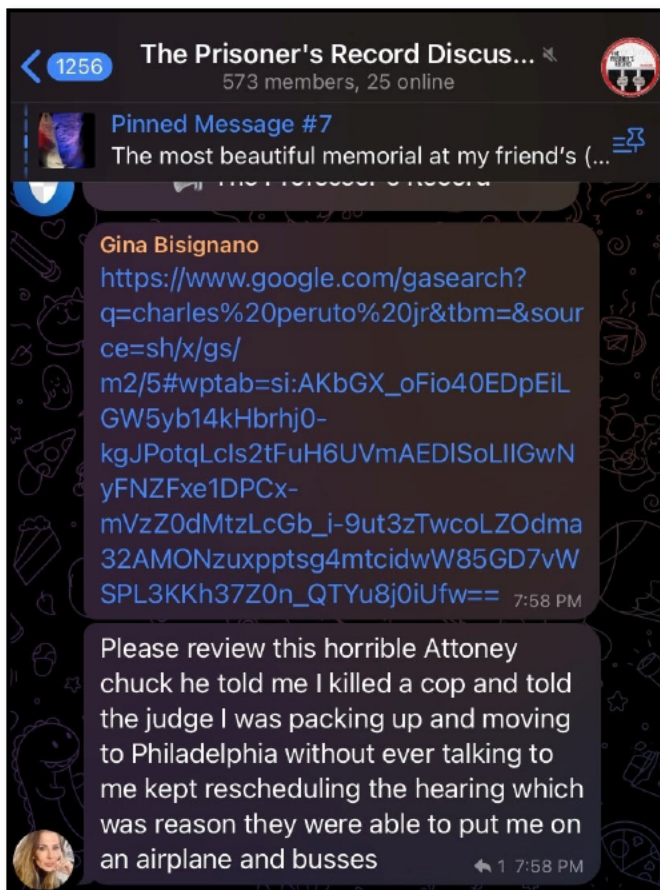 1256
The Prisoner's Record Discus...
573 members, 25 online
Pinned Message #7
The most beautiful memorial at my friend's (...
The Professor's Record
Gina Bisignano
https://www.google.com/gasearch?
q=charles%20peruto%20jr&tbm=&sour
ce=sh/x/gs/
m2/5#wptab=si:AKbGX_oFio40EDpEiL
GW5yb14kHbrhj0-
kgJPotqLcIs2tFuH6UVmAEDISoLIIGwN
yFNZFxe1DPCx-
mVzZ0dMtzLcGb_i-9ut3zTwcoLZOdma
32AMONzuxpptsg4mtcidwW85GD7vW
SPL3KKh37Z0n_QTYu8j0iUfw== 7:58 PM
Please review this horrible Attoney
chuck he told me I killed a cop and told
the judge I was packing up and moving
to Philadelphia without ever talking to
me kept rescheduling the hearing which
was reason they were able to put me on
an airplane and busses
1 7:58 PM